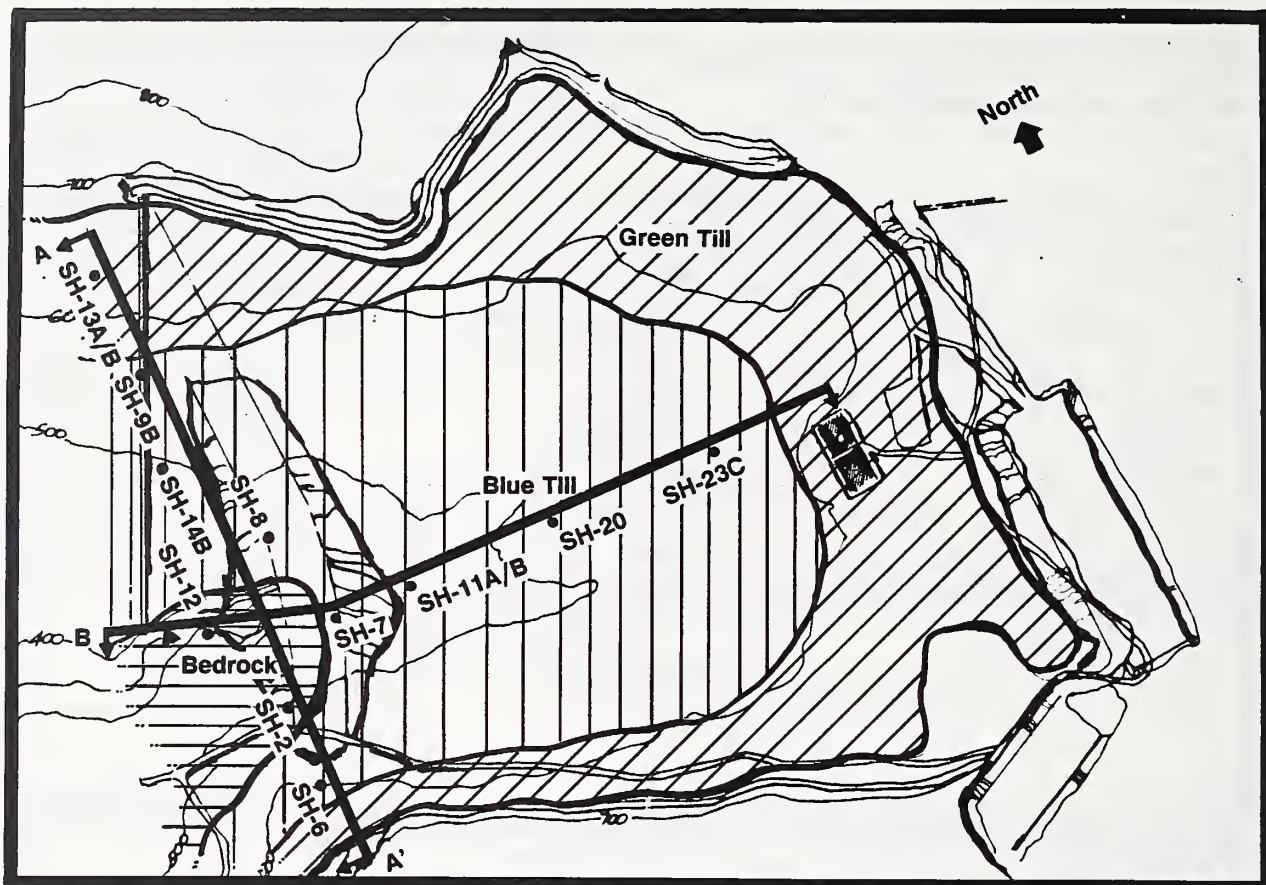 800
North
700
Green Till
A
SH-13A/B
SH-9B
500
SH-8
Blue Till
SH-23C
SH-14B
SH-20
SH-12
SH-11A/B
400
B
SH-7
Bedrock
SH-2
SH-6
700
A'